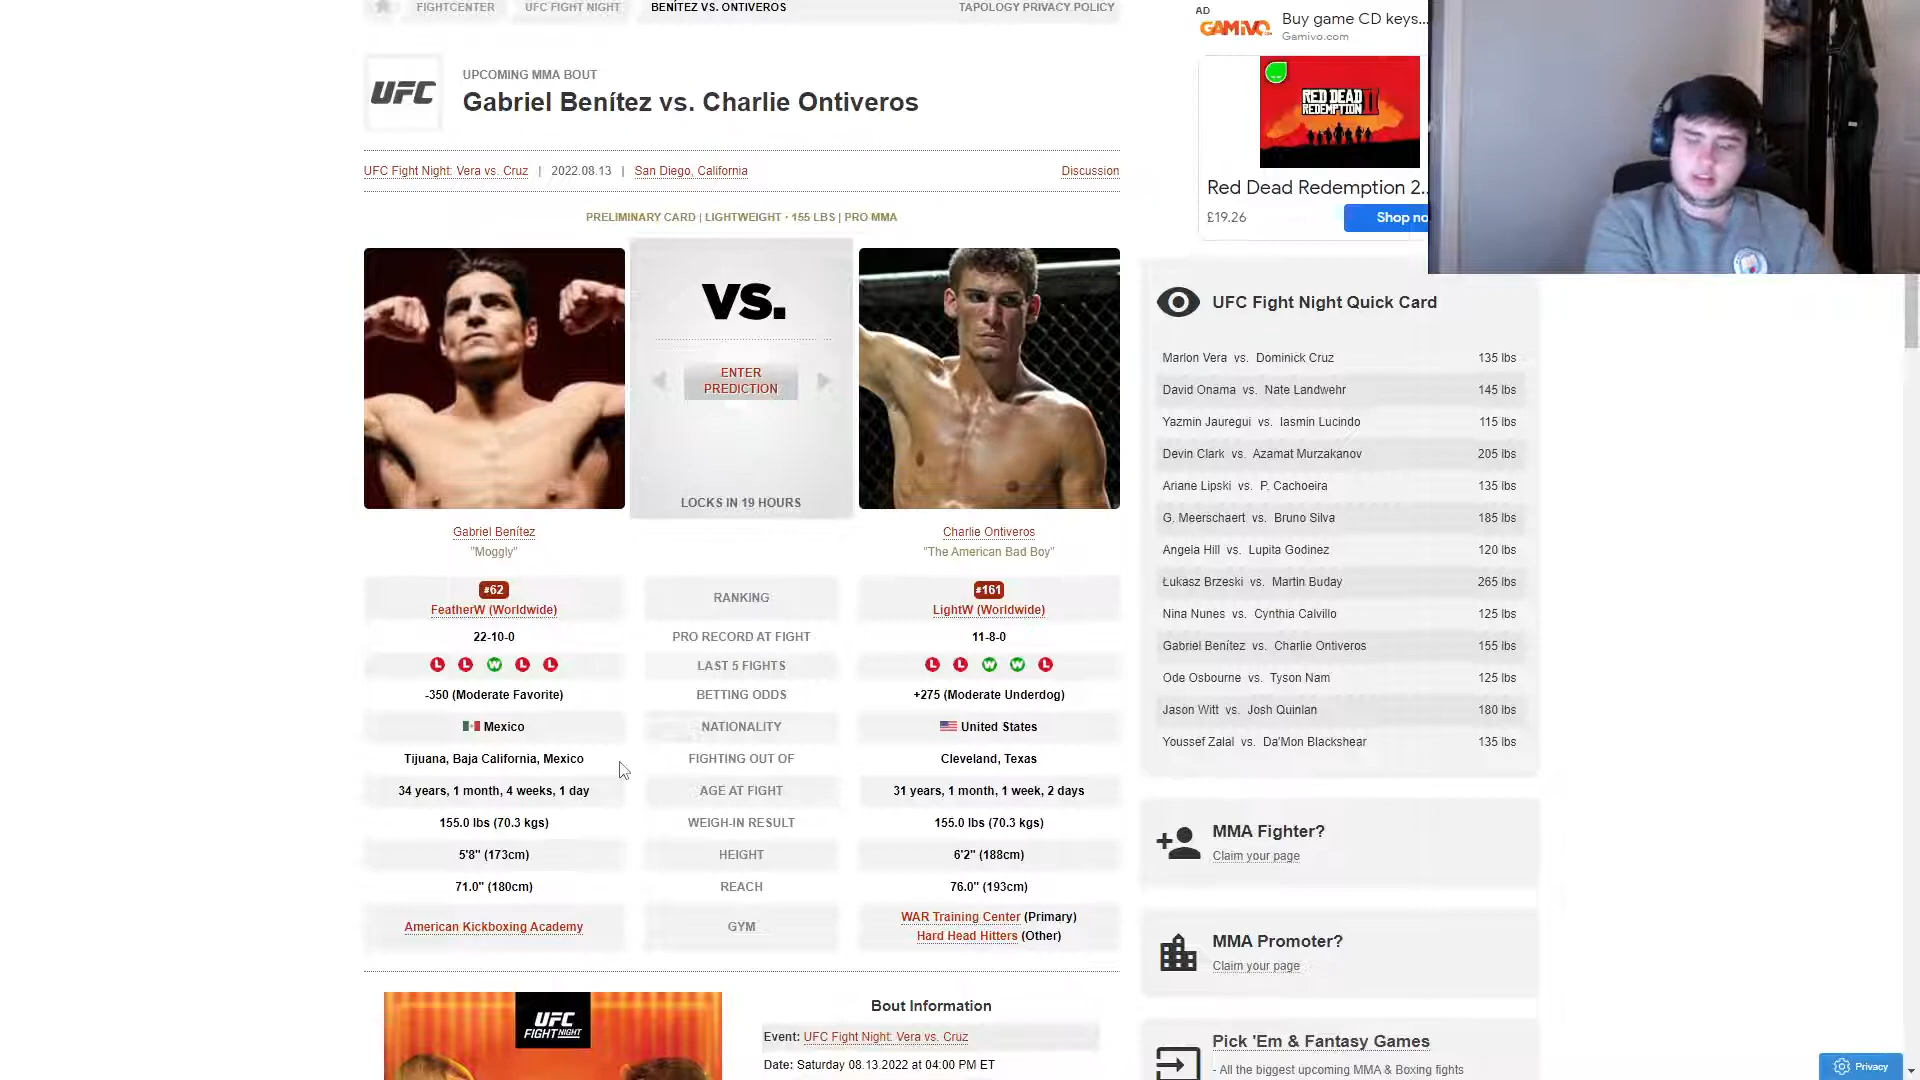 FIGHTCENTER UFC FIGHT NIGHT BENÍTEZ VS. ONTIVEROS TAPOLOGY PRIVACY POLICY
UFC
UPCOMING MMA BOUT
Gabriel Benítez vs. Charlie Ontiveros
UFC Fight Night: Vera vs. Cruz | 2022.08.13 | San Diego, California Discussion
PRELIMINARY CARD | LIGHTWEIGHT · 155 LBS | PRO MMA
VS.
ENTER
PREDICTION
LOCKS IN 19 HOURS
Gabriel Benítez Charlie Ontiveros
"Moggly" "The American Bad Boy"
#62 RANKING #161
FeatherW (Worldwide) LightW (Worldwide)
22-10-0 PRO RECORD AT FIGHT 11-8-0
L L W L L LAST 5 FIGHTS L L W W L
-350 (Moderate Favorite) BETTING ODDS +275 (Moderate Underdog)
Mexico NATIONALITY United States
Tijuana, Baja California, Mexico FIGHTING OUT OF Cleveland, Texas
34 years, 1 month, 4 weeks, 1 day AGE AT FIGHT 31 years, 1 month, 1 week, 2 days
155.0 lbs (70.3 kgs) WEIGH-IN RESULT 155.0 lbs (70.3 kgs)
5'8" (173cm) HEIGHT 6'2" (188cm)
71.0" (180cm) REACH 76.0" (193cm)
American Kickboxing Academy GYM WAR Training Center (Primary)
Hard Head Hitters (Other)
UFC
FIGHT NIGHT
Bout Information
Event: UFC Fight Night: Vera vs. Cruz
Date: Saturday 08.13.2022 at 04:00 PM ET
AD
GAMIVO.COM
Buy game CD keys...
Gamivo.com
RED DEAD
REDEMPTION II
Red Dead Redemption 2...
£19.26
Shop no
UFC Fight Night Quick Card
Marlon Vera vs. Dominick Cruz 135 lbs
David Onama vs. Nate Landwehr 145 lbs
Yazmin Jauregui vs. Iasmin Lucindo 115 lbs
Devin Clark vs. Azamat Murzakanov 205 lbs
Ariane Lipski vs. P. Cachoeira 135 lbs
G. Meerschaert vs. Bruno Silva 185 lbs
Angela Hill vs. Lupita Godinez 120 lbs
Łukasz Brzeski vs. Martin Buday 265 lbs
Nina Nunes vs. Cynthia Calvillo 125 lbs
Gabriel Benítez vs. Charlie Ontiveros 155 lbs
Ode Osbourne vs. Tyson Nam 125 lbs
Jason Witt vs. Josh Quinlan 180 lbs
Youssef Zalal vs. Da'Mon Blackshear 135 lbs
MMA Fighter?
Claim your page
MMA Promoter?
Claim your page
Pick 'Em & Fantasy Games
- All the biggest upcoming MMA & Boxing fights
Privacy